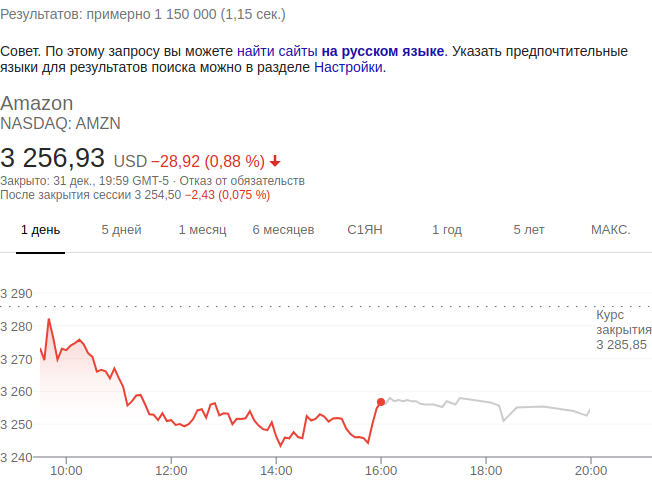 Результатов: примерно 1 150 000 (1,15 сек.)
Совет. По этому запросу вы можете найти сайты на русском языке. Указать предпочтительные
языки для результатов поиска можно в разделе Настройки.
Amazon
NASDAQ: AMZN
3 256,93 USD −28,92 (0,88 %)
Закрыто: 31 дек., 19:59 GMT-5 · Отказ от обязательств
После закрытия сессии 3 254,50 −2,43 (0,075 %)
1 день 5 дней 1 месяц 6 месяцев С1ЯН 1 год 5 лет МАКС.
3 290
3 280
3 270
3 260
3 250
3 240
Курс
закрытия
3 285,85
10:00 12:00 14:00 16:00 18:00 20:00